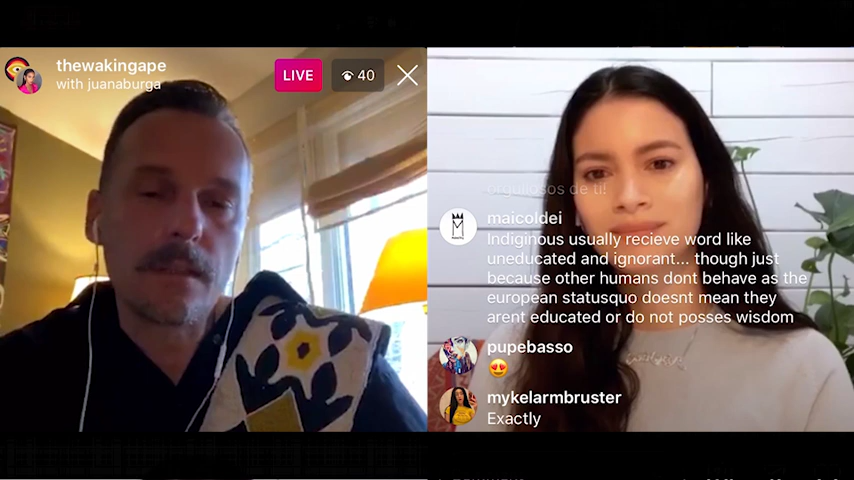 thewakingape
with juanaburga
LIVE
40
orgullosos de ti!
maicoldei
Indiginous usually recieve word like
uneducated and ignorant... though just
because other humans dont behave as the
european statusquo doesnt mean they
arent educated or do not posses wisdom
pupebasso
mykelarmbruster
Exactly